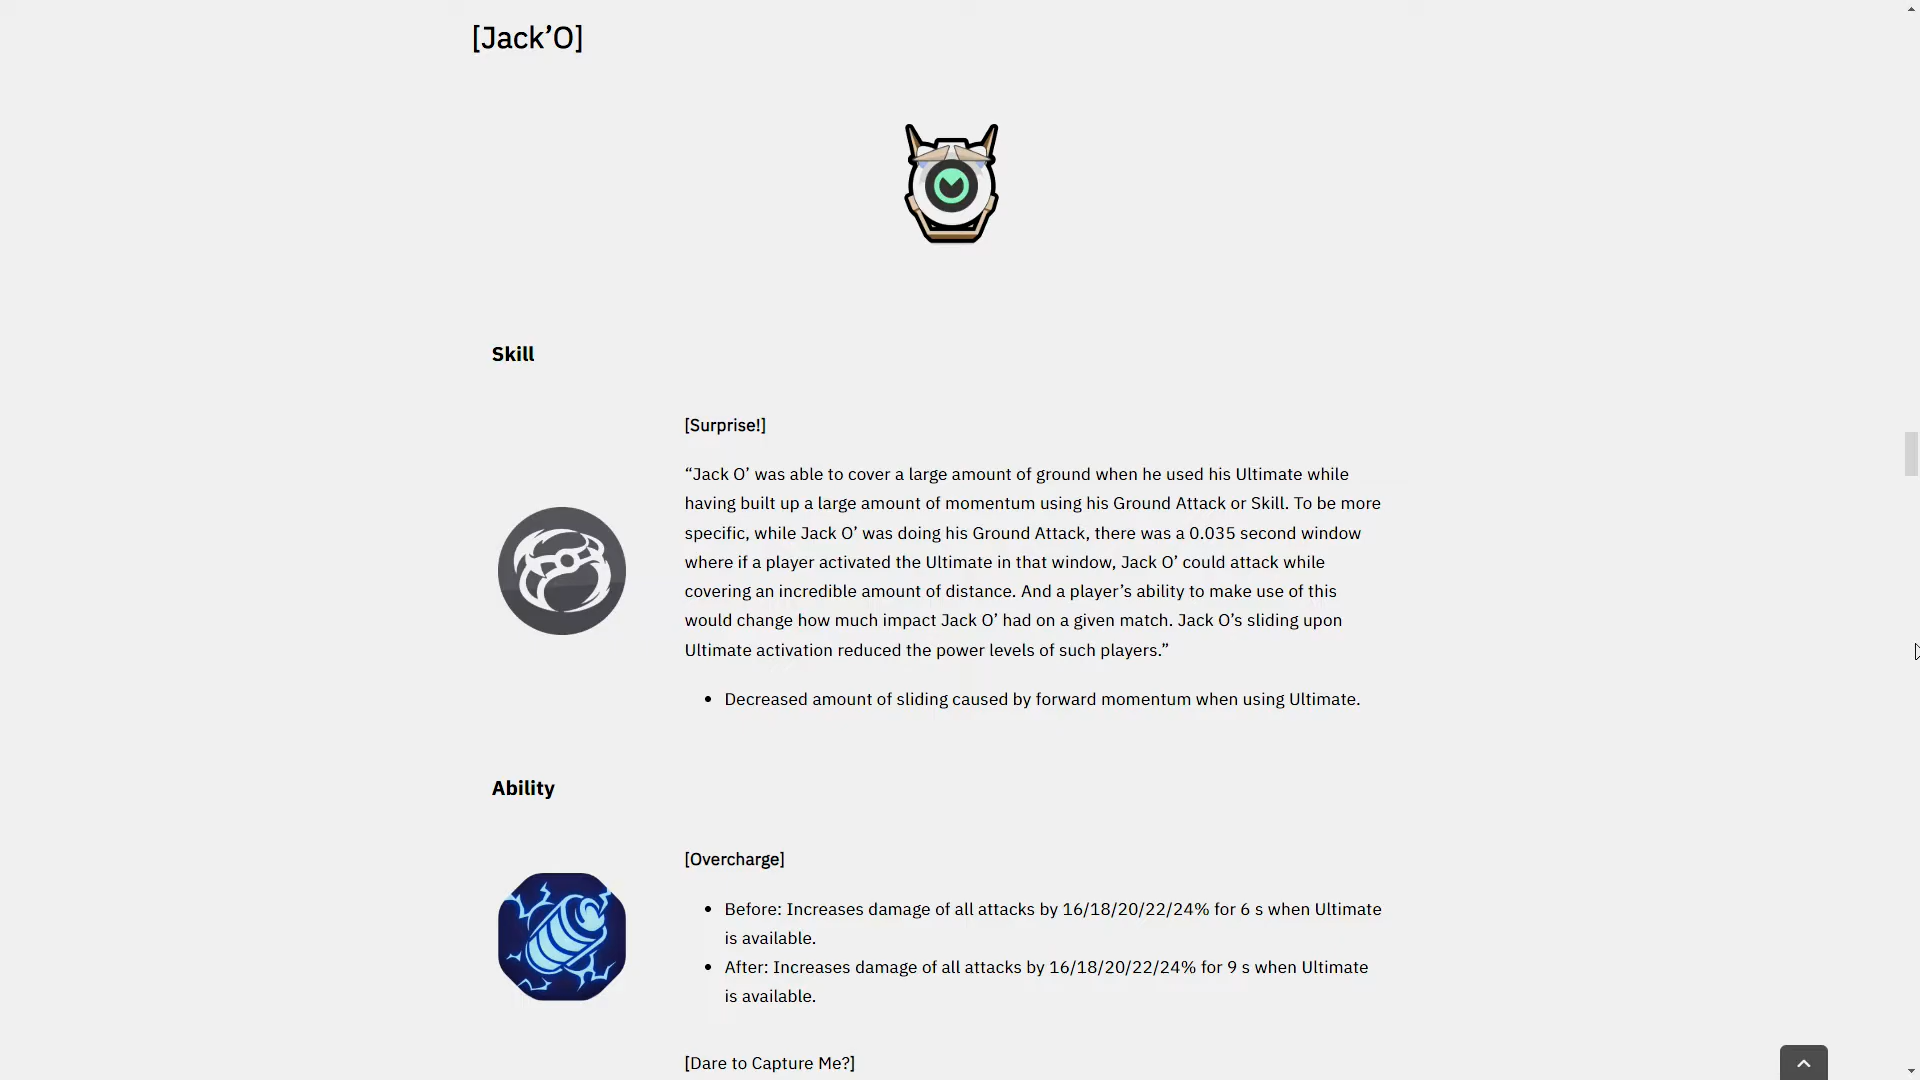 [Jack’O]
Skill
[Surprise!]
“Jack O’ was able to cover a large amount of ground when he used his Ultimate while
having built up a large amount of momentum using his Ground Attack or Skill. To be more
specific, while Jack O’ was doing his Ground Attack, there was a 0.035 second window
where if a player activated the Ultimate in that window, Jack O’ could attack while
covering an incredible amount of distance. And a player’s ability to make use of this
would change how much impact Jack O’ had on a given match. Jack O’s sliding upon
Ultimate activation reduced the power levels of such players.”
• Decreased amount of sliding caused by forward momentum when using Ultimate.
Ability
[Overcharge]
• Before: Increases damage of all attacks by 16/18/20/22/24% for 6 s when Ultimate
is available.
• After: Increases damage of all attacks by 16/18/20/22/24% for 9 s when Ultimate
is available.
[Dare to Capture Me?]